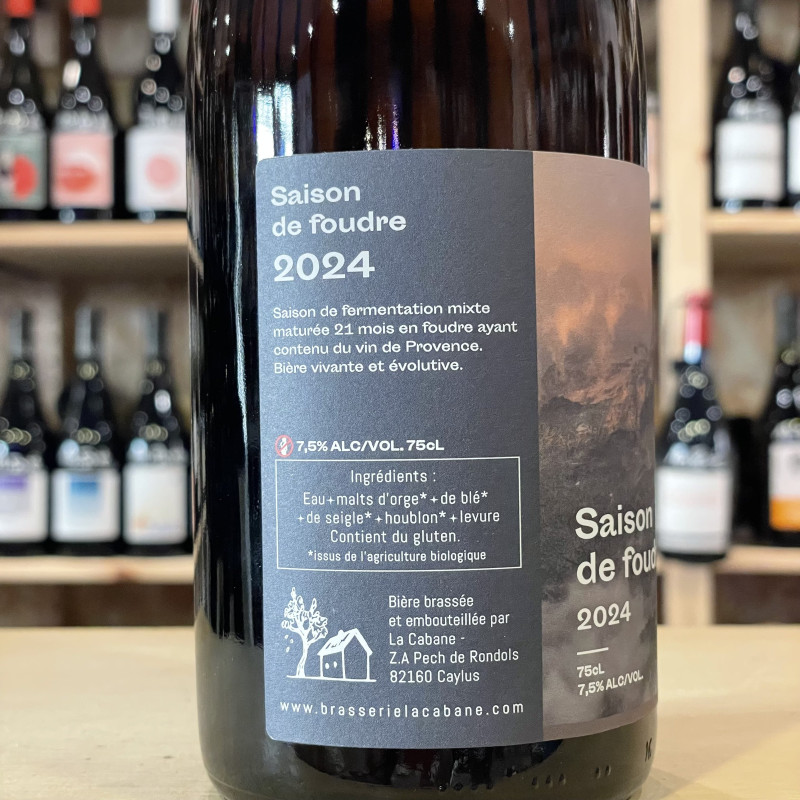 Saison
de foudre
2024
Saison de fermentation mixte
maturée 21 mois en foudre ayant
contenu du vin de Provence.
Bière vivante et évolutive.
7,5% ALC/VOL. 75cL
Ingrédients :
Eau+malts d'orge*+de blé*
+de seigle*+houblon*+levure
Contient du gluten.
*issus de l'agriculture biologique
Bière brassée
et embouteillée par
La Cabane -
Z.A Pech de Rondols
82160 Caylus
www.brasserielacabane.com
Saison
de foud
2024
75cL
7,5% ALC/VOL.